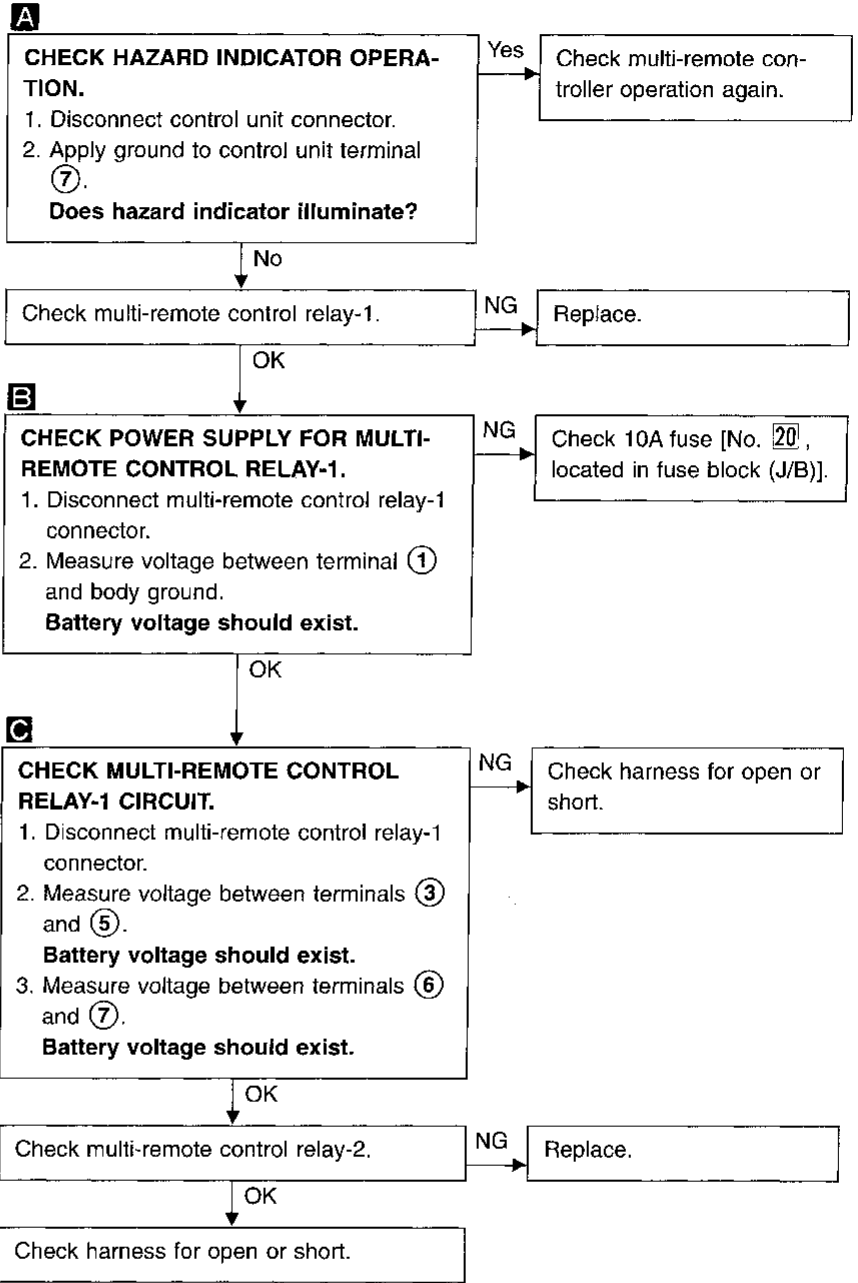 A
CHECK HAZARD INDICATOR OPERA-
TION.
1. Disconnect control unit connector.
2. Apply ground to control unit terminal
⑦.
Does hazard indicator illuminate?
Yes
Check multi-remote con-
troller operation again.
No
Check multi-remote control relay-1.
NG
Replace.
OK
B
CHECK POWER SUPPLY FOR MULTI-
REMOTE CONTROL RELAY-1.
1. Disconnect multi-remote control relay-1
connector.
2. Measure voltage between terminal ①
and body ground.
Battery voltage should exist.
NG
Check 10A fuse [No. 20,
located in fuse block (J/B)].
OK
C
CHECK MULTI-REMOTE CONTROL
RELAY-1 CIRCUIT.
1. Disconnect multi-remote control relay-1
connector.
2. Measure voltage between terminals ③
and ⑤.
Battery voltage should exist.
3. Measure voltage between terminals ⑥
and ⑦.
Battery voltage should exist.
NG
Check harness for open or
short.
OK
Check multi-remote control relay-2.
NG
Replace.
OK
Check harness for open or short.